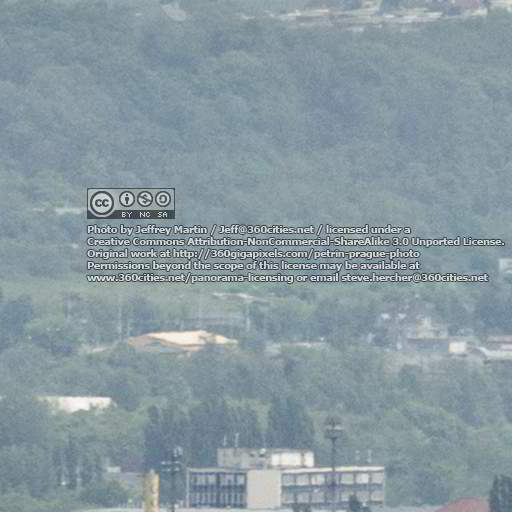 cc BY NC SA
Photo by Jeffrey Martin / Jeff@360cities.net / licensed under a
Creative Commons Attribution-NonCommercial-ShareAlike 3.0 Unported License.
Original work at http://360gigapixels.com/petrin-prague-photo
Permissions beyond the scope of this license may be available at
www.360cities.net/panorama-licensing or email steve.hercher@360cities.net